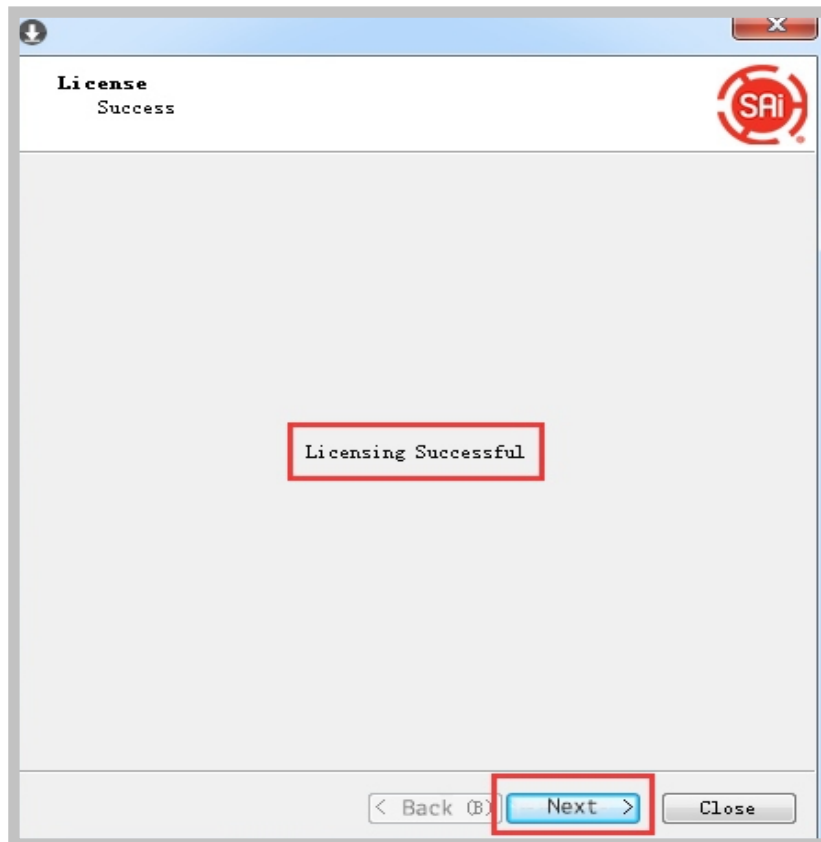 License
Success
SAi
Licensing Successful
< Back (B)
Next >
Close